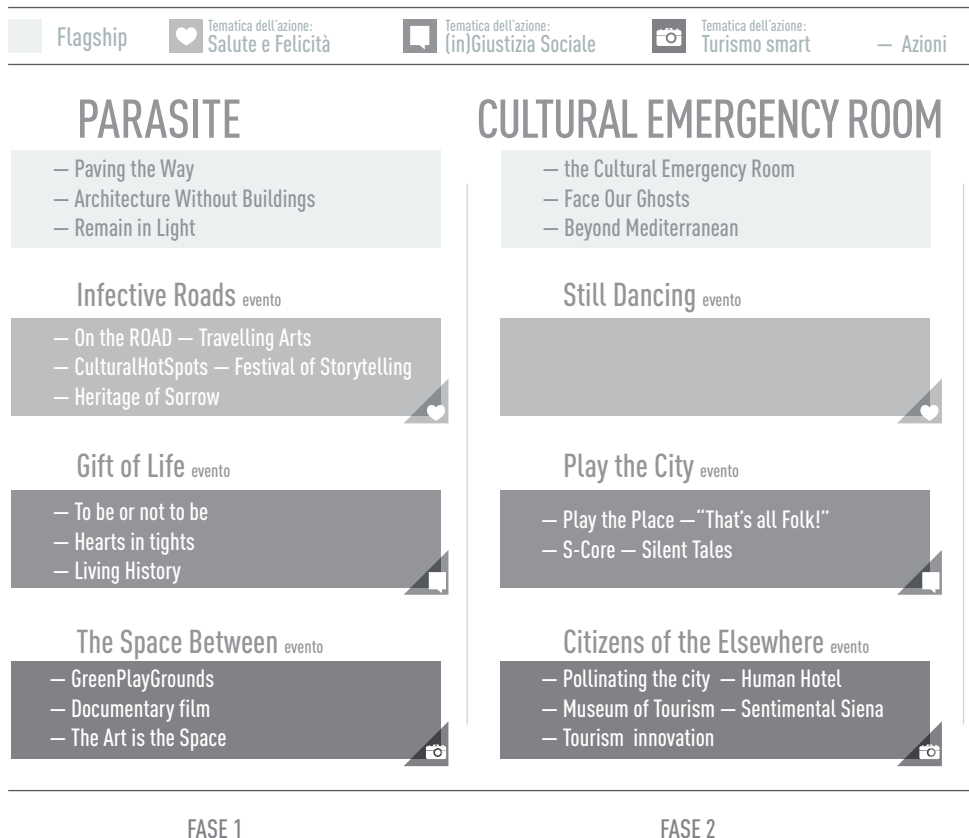 Flagship
Tematica dell'azione:
Salute e Felicità
Tematica dell'azione:
(in)Giustizia Sociale
Tematica dell'azione:
Turismo smart
— Azioni
PARASITE
— Paving the Way
— Architecture Without Buildings
— Remain in Light
Infective Roads evento
— On the ROAD — Travelling Arts
— CulturalHotSpots — Festival of Storytelling
— Heritage of Sorrow
Gift of Life evento
— To be or not to be
— Hearts in tights
— Living History
The Space Between evento
— GreenPlayGrounds
— Documentary film
— The Art is the Space
FASE 1
CULTURAL EMERGENCY ROOM
— the Cultural Emergency Room
— Face Our Ghosts
— Beyond Mediterranean
Still Dancing evento
Play the City evento
— Play the Place —“That’s all Folk!”
— S-Core — Silent Tales
Citizens of the Elsewhere evento
— Pollinating the city — Human Hotel
— Museum of Tourism — Sentimental Siena
— Tourism innovation
FASE 2